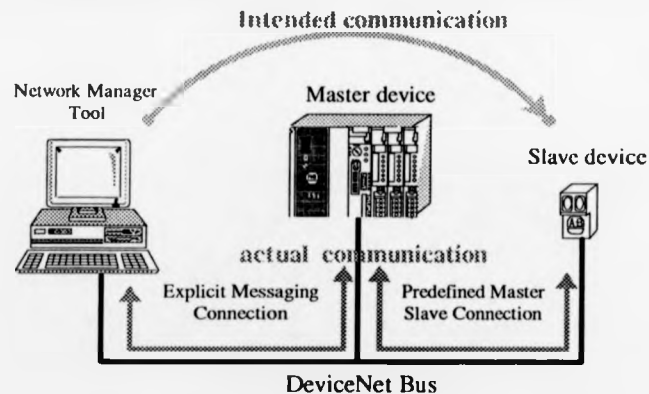 Intended communication
Network Manager
Tool
Master device
Slave device
AB
actual communication
Explicit Messaging
Connection
Predefined Master
Slave Connection
DeviceNet Bus